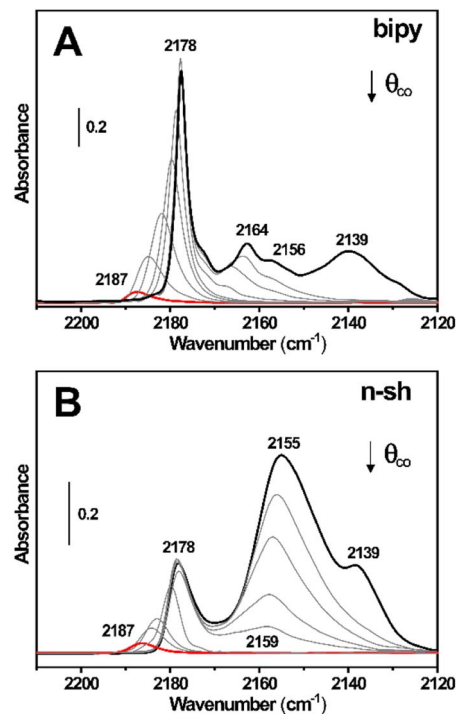 A
bipy
2178
θCO
0.2
2164
2156
2139
2187
Absorbance
2200 2180 2160 2140 2120
Wavenumber (cm⁻¹)
B
n-sh
2155
θCO
0.2
2178
2139
2187
2159
Absorbance
2200 2180 2160 2140 2120
Wavenumber (cm⁻¹)